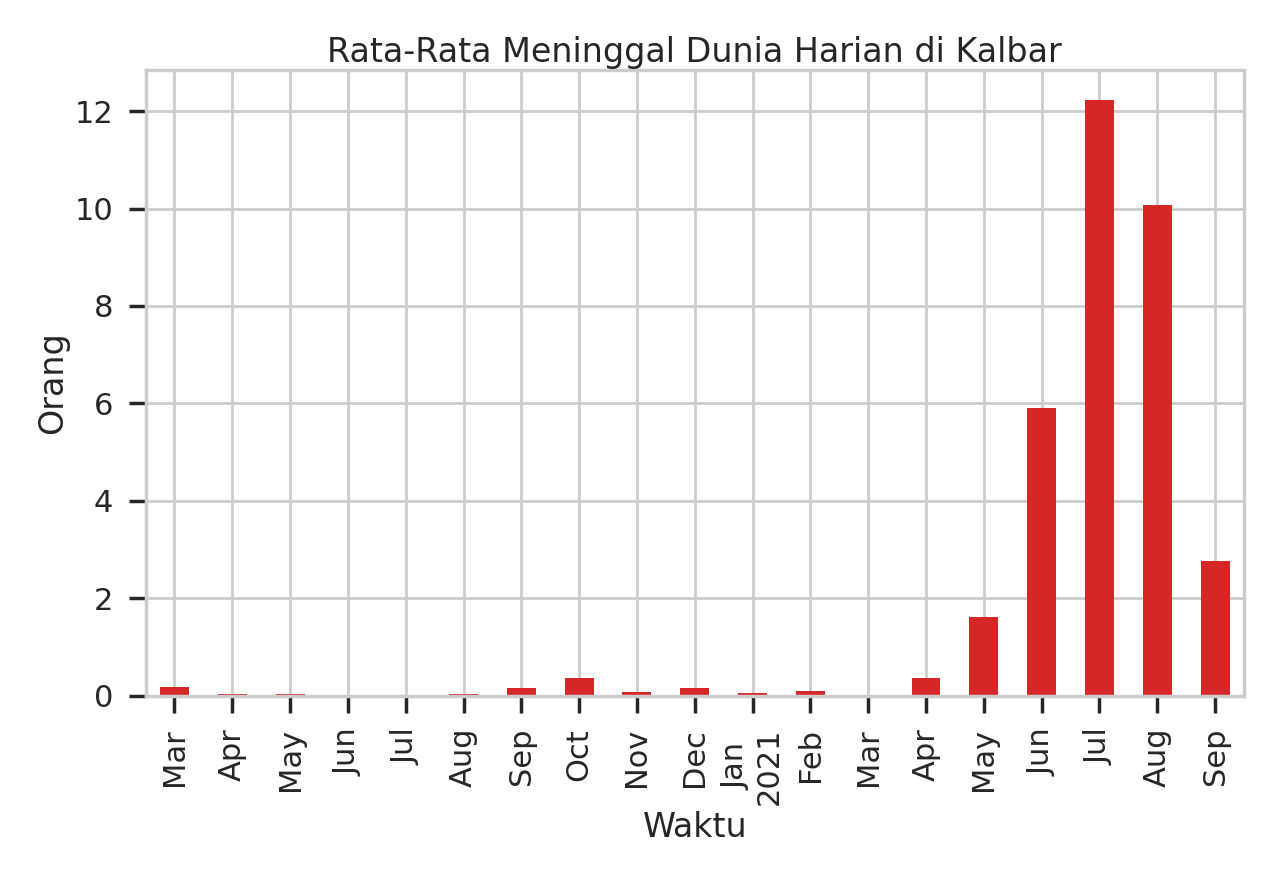 Rata-Rata Meninggal Dunia Harian di Kalbar
Orang
12
10
8
6
4
2
0
Mar
Apr
May
Jun
Jul
Aug
Sep
Oct
Nov
Dec
Jan
2021
Feb
Mar
Apr
May
Jun
Jul
Aug
Sep
Waktu